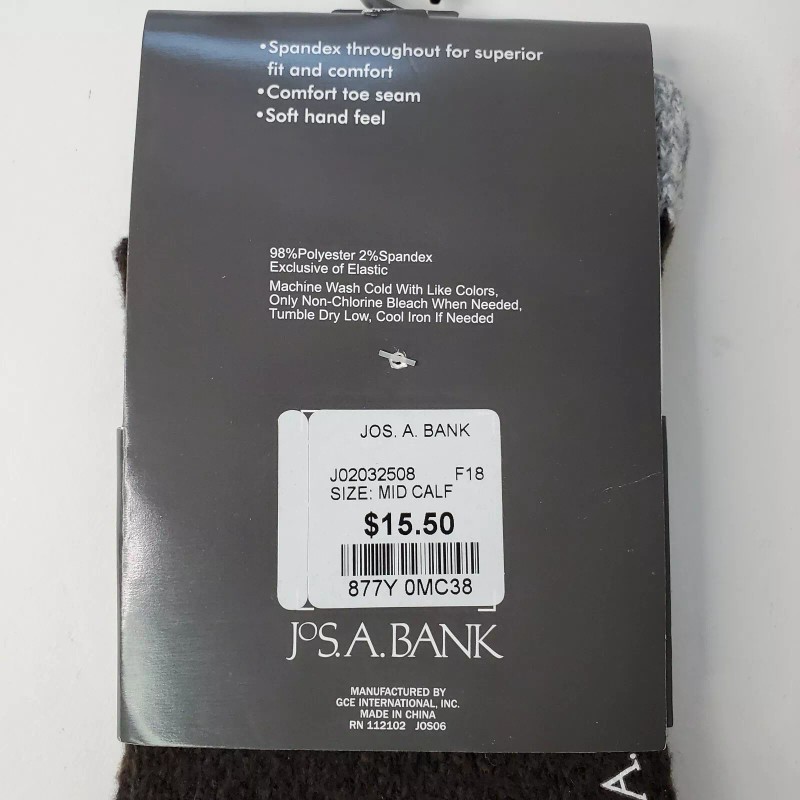 •Spandex throughout for superior
fit and comfort
•Comfort toe seam
•Soft hand feel
98%Polyester 2%Spandex
Exclusive of Elastic
Machine Wash Cold With Like Colors,
Only Non-Chlorine Bleach When Needed,
Tumble Dry Low, Cool Iron If Needed
JOS. A. BANK
J02032508 F18
SIZE: MID CALF
$15.50
877Y 0MC38
JOS. A. BANK
MANUFACTURED BY
GCE INTERNATIONAL, INC.
MADE IN CHINA
RN 112102 JOS06
A.